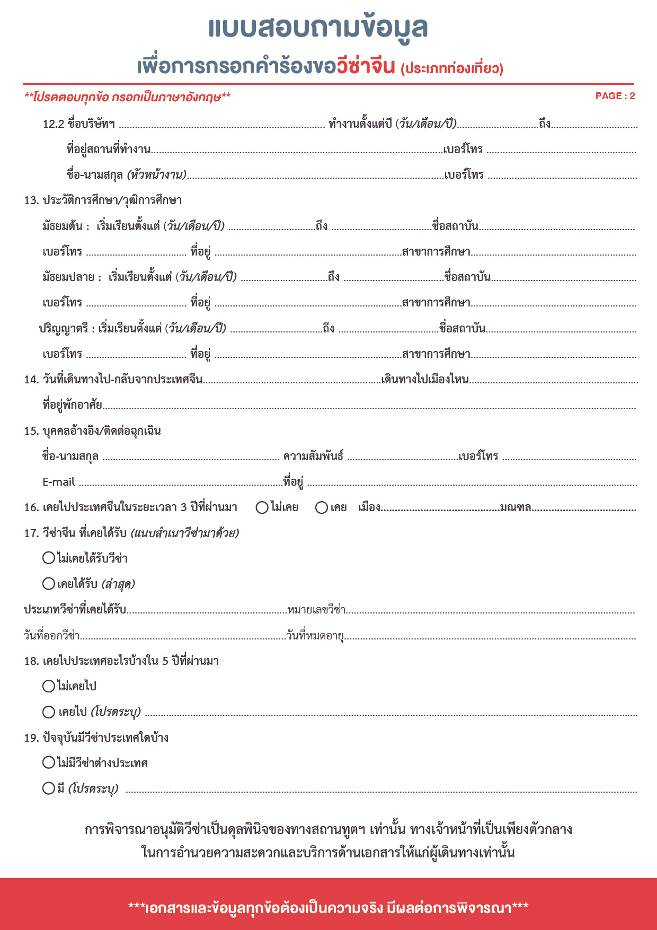 แบบสอบถามข้อมูล
เพื่อการกรอกคำร้องขอวีซ่าจีน (ประเภทท่องเที่ยว)
**โปรดตอบทุกข้อ กรอกเป็นภาษาอังกฤษ** PAGE : 2
12.2 ชื่อบริษัทฯ ........................ ทำงานตั้งแต่ปี (วัน/เดือน/ปี)........................ถึง........................
ที่อยู่สถานที่ทำงาน........................เบอร์โทร ........................
ชื่อ-นามสกุล (หัวหน้างาน)........................เบอร์โทร ........................
13. ประวัติการศึกษา/วุฒิการศึกษา
มัธยมต้น : เริ่มเรียนตั้งแต่ (วัน/เดือน/ปี) ........................ถึง ........................ชื่อสถาบัน........................
เบอร์โทร ........................ ที่อยู่ ........................สาขาการศึกษา........................
มัธยมปลาย : เริ่มเรียนตั้งแต่ (วัน/เดือน/ปี) ........................ถึง ........................ชื่อสถาบัน........................
เบอร์โทร ........................ ที่อยู่ ........................สาขาการศึกษา........................
ปริญญาตรี : เริ่มเรียนตั้งแต่ (วัน/เดือน/ปี) ........................ถึง ........................ชื่อสถาบัน........................
เบอร์โทร ........................ ที่อยู่ ........................สาขาการศึกษา........................
14. วันที่เดินทางไป-กลับจากประเทศจีน........................เดินทางไปเมืองไหน........................
ที่อยู่พักอาศัย........................
15. บุคคลอ้างอิง/ติดต่อฉุกเฉิน
ชื่อ-นามสกุล ........................ ความสัมพันธ์ ........................เบอร์โทร ........................
E-mail ........................ที่อยู่ ........................
16. เคยไปประเทศจีนในระยะเวลา 3 ปีที่ผ่านมา ◯ ไม่เคย ◯ เคย เมือง........................มณฑล........................
17. วีซ่าจีน ที่เคยได้รับ (แนบสำเนาวีซ่ามาด้วย)
◯ ไม่เคยได้รับวีซ่า
◯ เคยได้รับ (ล่าสุด)
ประเภทวีซ่าที่เคยได้รับ........................หมายเลขวีซ่า........................
วันที่ออกวีซ่า........................วันที่หมดอายุ........................
18. เคยไปประเทศอะไรบ้างใน 5 ปีที่ผ่านมา
◯ ไม่เคยไป
◯ เคยไป (โปรดระบุ) ........................
19. ปัจจุบันมีวีซ่าประเทศใดบ้าง
◯ ไม่มีวีซ่าต่างประเทศ
◯ มี (โปรดระบุ) ........................
การพิจารณาอนุมัติวีซ่าเป็นดุลพินิจของทางสถานทูตฯ เท่านั้น ทางเจ้าหน้าที่เป็นเพียงตัวกลาง
ในการอำนวยความสะดวกและบริการด้านเอกสารให้แก่ผู้เดินทางเท่านั้น
***เอกสารและข้อมูลทุกข้อต้องเป็นความจริง มีผลต่อการพิจารณา***